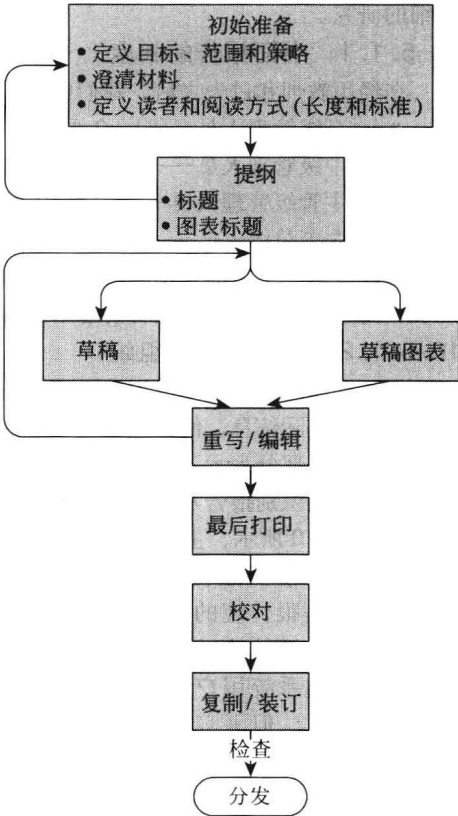 初始准备
• 定义目标、范围和策略
• 澄清材料
• 定义读者和阅读方式(长度和标准)
提纲
• 标题
• 图表标题
草稿
草稿图表
重写/编辑
最后打印
校对
复制/装订
检查
分发